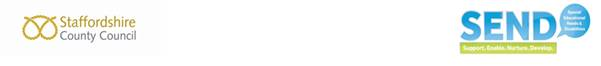 Staffordshire
County Council
SEND
Special
Educational
Needs &
Disabilities
Support. Enable. Nurture. Develop.